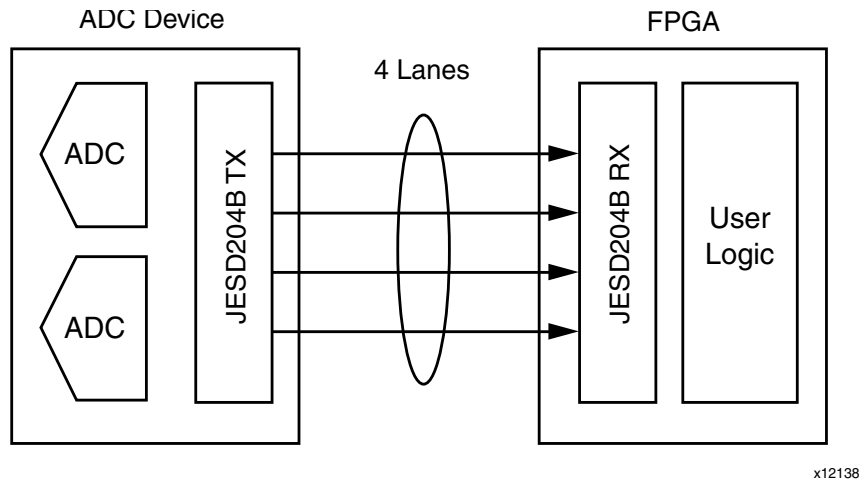 ADC Device
FPGA
4 Lanes
ADC
ADC
JESD204B TX
JESD204B RX
User
Logic
x12138